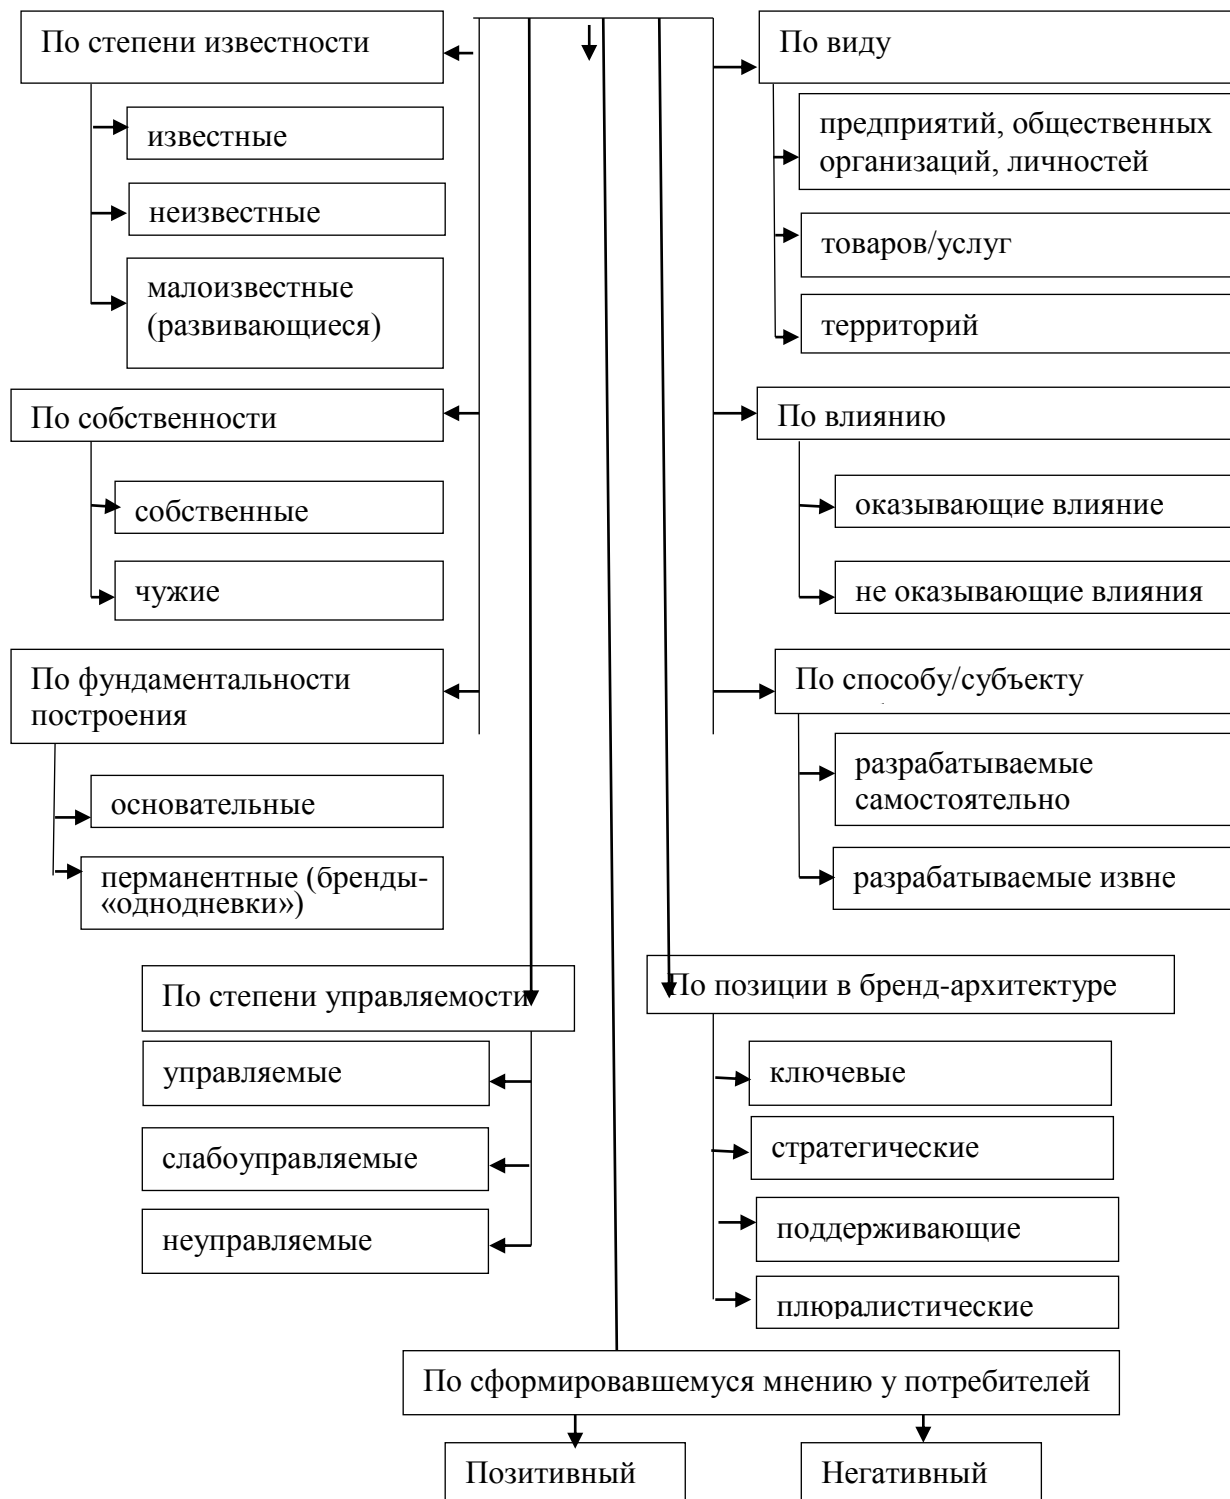 По степени известности
известные
неизвестные
малоизвестные
(развивающиеся)
По собственности
собственные
чужие
По фундаментальности
построения
основательные
перманентные (бренды-
«однодневки»)
По виду
предприятий, общественных
организаций, личностей
товаров/услуг
территорий
По влиянию
оказывающие влияние
не оказывающие влияния
По способу/субъекту
разрабатываемые
самостоятельно
разрабатываемые извне
По степени управляемости
управляемые
слабоуправляемые
неуправляемые
По позиции в бренд-архитектуре
ключевые
стратегические
поддерживающие
плюралистические
По сформировавшемуся мнению у потребителей
Позитивный
Негативный